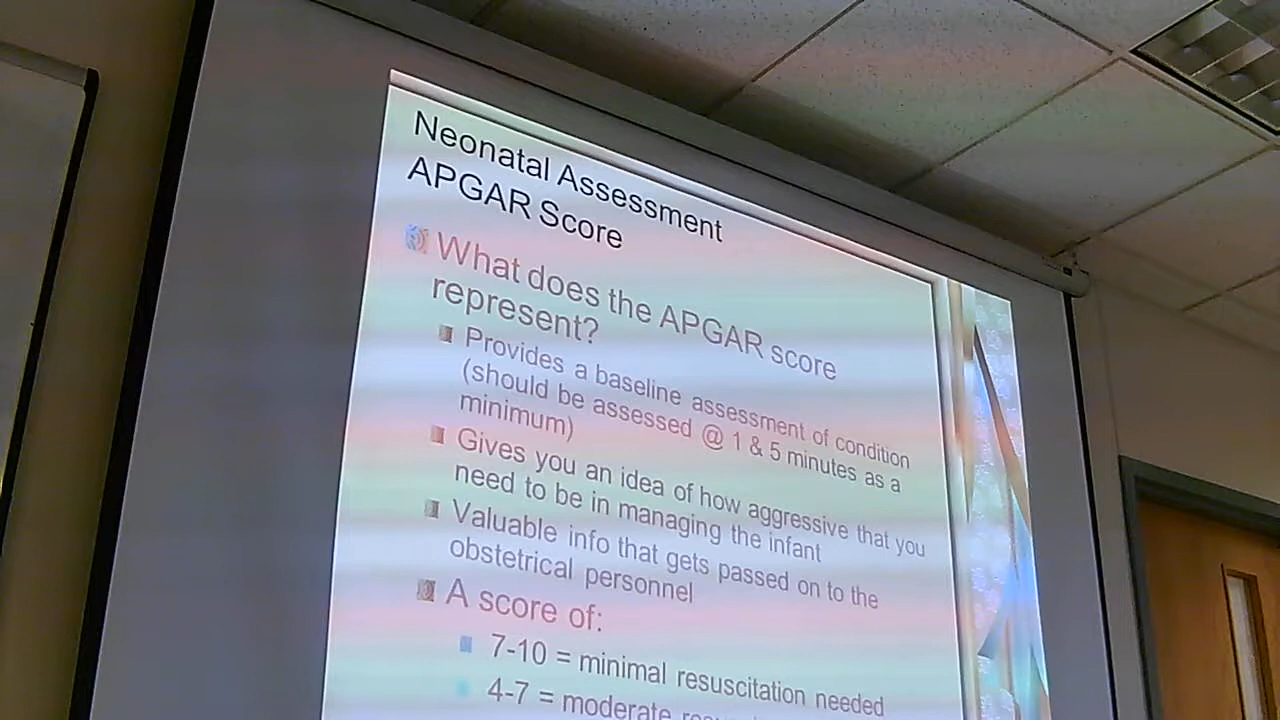 Neonatal Assessment
APGAR Score
What does the APGAR score
represent?
Provides a baseline assessment of condition
(should be assessed @ 1 & 5 minutes as a
minimum)
Gives you an idea of how aggressive that you
need to be in managing the infant
Valuable info that gets passed on to the
obstetrical personnel
A score of:
7-10 = minimal resuscitation needed
4-7 = moderate